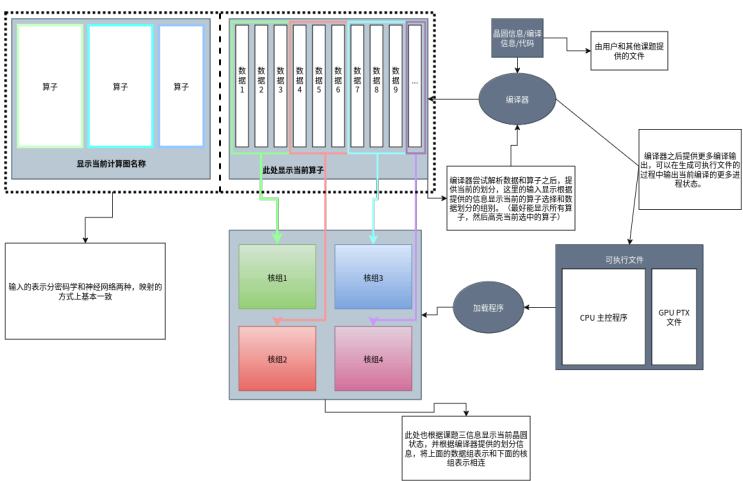 算子
算子
算子
显示当前计算图名称
数据1
数据2
数据3
数据4
数据5
数据6
数据7
数据8
数据9
...
此处显示当前算子
晶圆信息/编译
信息/代码
由用户和其他课题提
供的文件
编译器
编译器尝试解析数据和算子之后，提
供当前的划分，这里的输入显示根据
提供的信息显示当前的算子选择和数
据划分的组别。（最好能显示所有算
子，然后高亮当前选中的算子）
编译器之后提供更多编译输
出，可以在生成可执行文件的
过程中输出当前编译的更多进
程状态。
输入的表示分密码学和神经网络两种，映射的
方式上基本一致
核组1
核组3
核组2
核组4
加载程序
可执行文件
CPU 主控程序
GPU PTX
文件
此处也根据课题三信息显示当前晶圆
状态，并根据编译器提供的划分信
息，将上面的数据组表示和下面的核
组表示相连